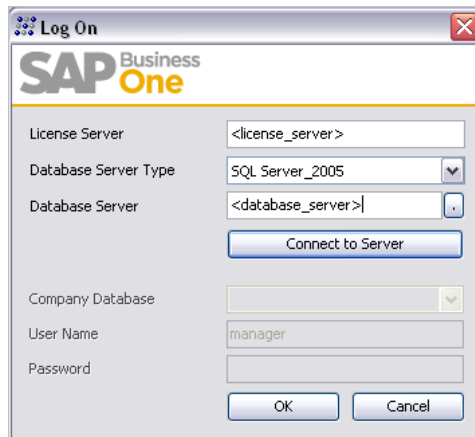 Log On
SAP Business One
License Server <license_server>
Database Server Type SQL Server_2005
Database Server <database_server> .
Connect to Server
Company Database
User Name manager
Password
OK Cancel